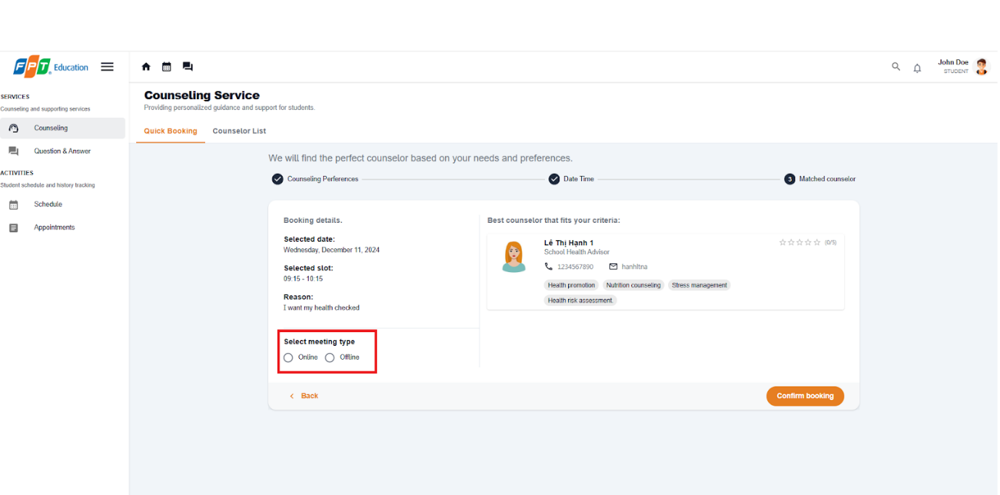 FPT Education
John Doe
STUDENT
SERVICES
Counseling and supporting services
Counseling
Question & Answer
ACTIVITIES
Student schedule and history tracking
Schedule
Appointments
Counseling Service
Providing personalized guidance and support for students.
Quick Booking Counselor List
We will find the perfect counselor based on your needs and preferences.
Counseling Perferences Date Time 3 Matched counselor
Booking details.
Selected date:
Wednesday, December 11, 2024
Selected slot:
09:15 - 10:15
Reason:
I want my health checked
Select meeting type
Online Offline
Best counselor that fits your criteria:
Lê Thị Hạnh 1 (0/5)
School Health Advisor
1234567890 hanhltna
Health promotion Nutrition counseling Stress management
Health risk assessment.
Back Confirm booking